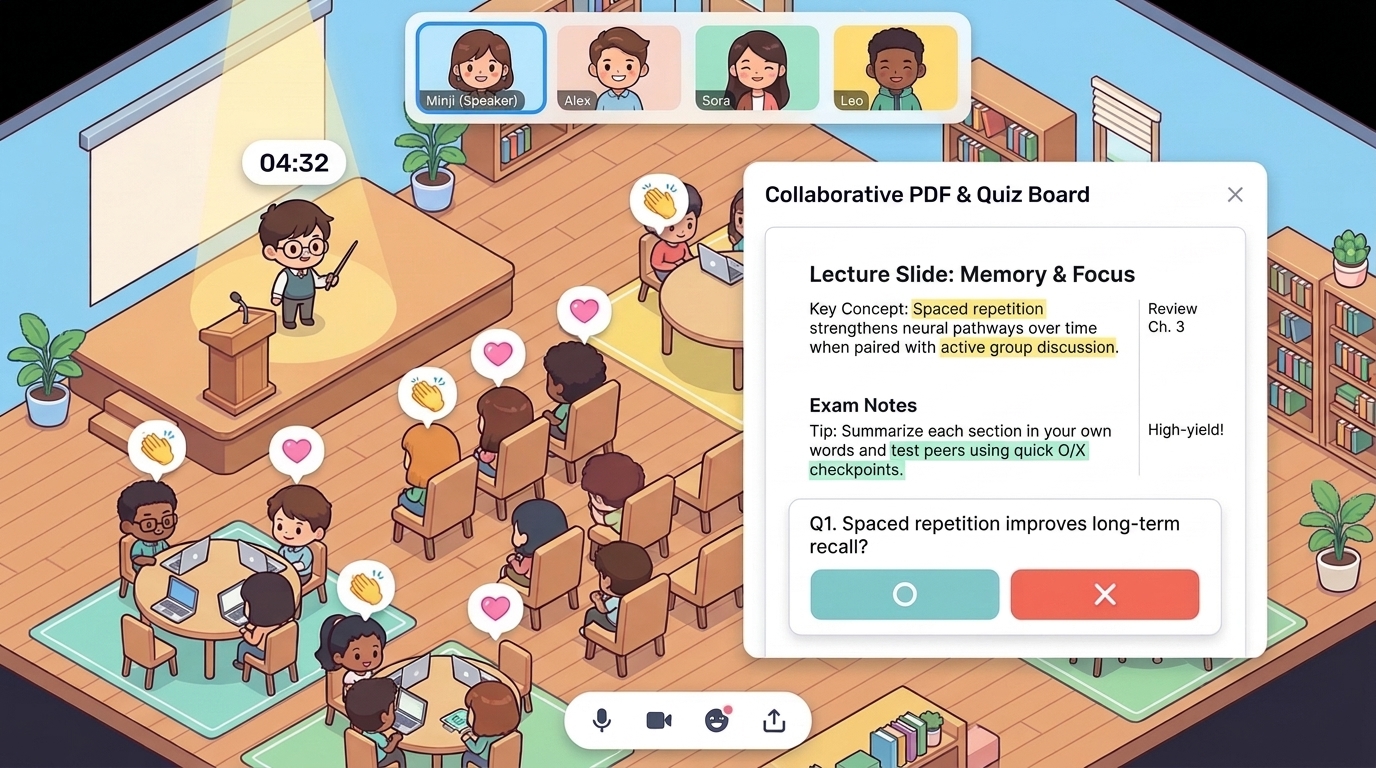 Minji (Speaker)
Alex
Sora
Leo
04:32
Collaborative PDF & Quiz Board
Lecture Slide: Memory & Focus
Key Concept: Spaced repetition
strengthens neural pathways over time
when paired with active group discussion.
Review
Ch. 3
Exam Notes
Tip: Summarize each section in your own
words and test peers using quick O/X
checkpoints.
High-yield!
Q1. Spaced repetition improves long-term
recall?